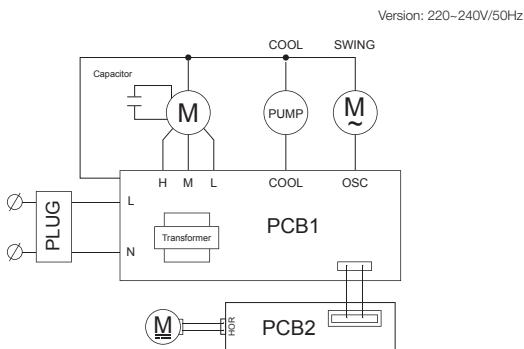 Version: 220~240V/50Hz
COOL SWING
Capacitor
M PUMP M
~
H M L COOL OSC
L
PLUG
Transformer
PCB1
N
M
HOR
PCB2